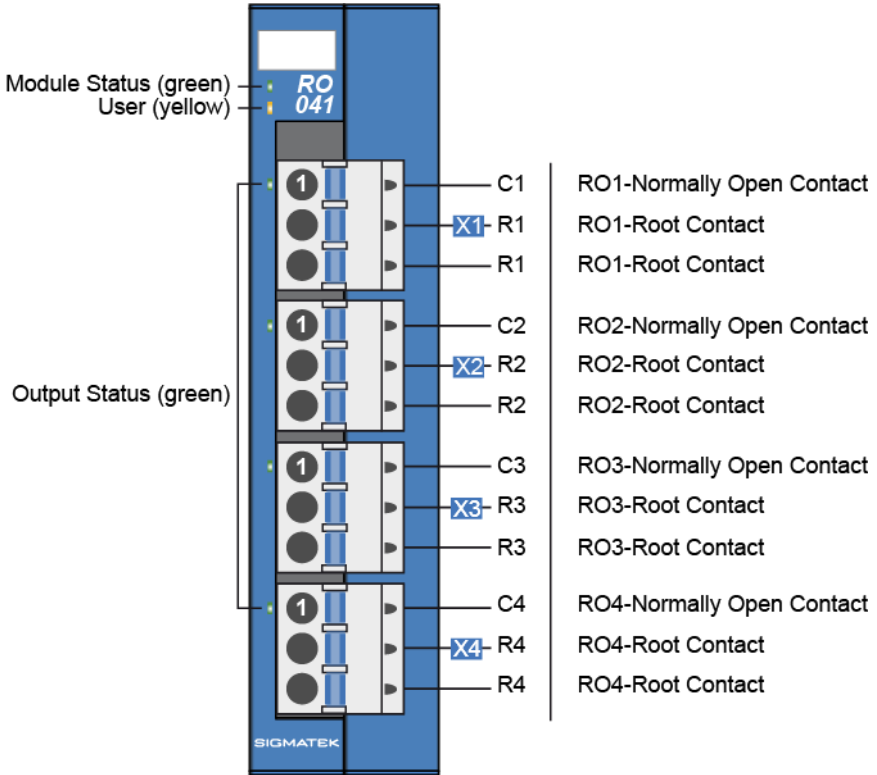 Module Status (green)
User (yellow)
RO
041
1
C1 RO1-Normally Open Contact
X1 R1 RO1-Root Contact
R1 RO1-Root Contact
1
C2 RO2-Normally Open Contact
X2 R2 RO2-Root Contact
R2 RO2-Root Contact
Output Status (green)
1
C3 RO3-Normally Open Contact
X3 R3 RO3-Root Contact
R3 RO3-Root Contact
1
C4 RO4-Normally Open Contact
X4 R4 RO4-Root Contact
R4 RO4-Root Contact
SIGMATEK